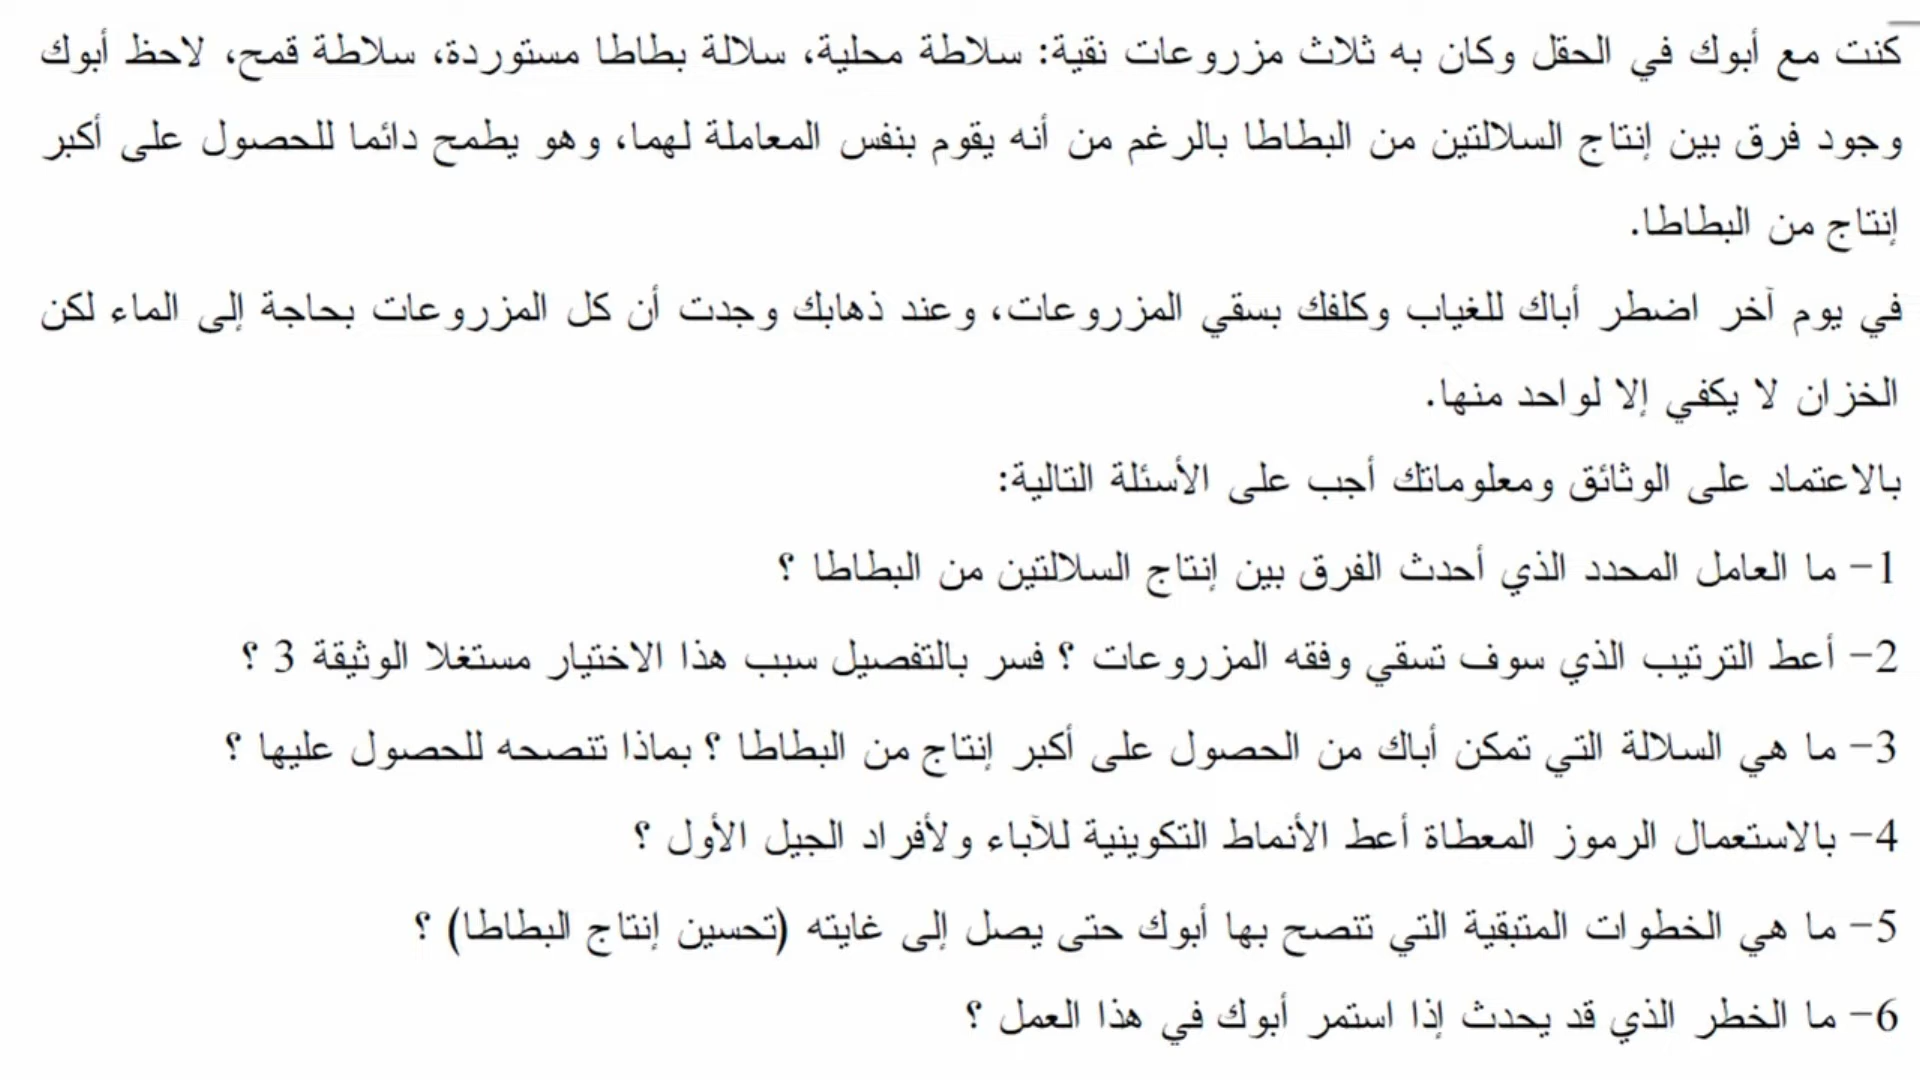 كنت مع أبوك في الحقل وكان به ثلاث مزروعات نقية: سلاطة محلية، سلالة بطاطا مستوردة، سلاطة قمح، لاحظ أبوك
وجود فرق بين إنتاج السلالتين من البطاطا بالرغم من أنه يقوم بنفس المعاملة لهما، وهو يطمح دائما للحصول على أكبر
إنتاج من البطاطا.
في يوم آخر اضطر أباك للغياب وكلفك بسقي المزروعات، وعند ذهابك وجدت أن كل المزروعات بحاجة إلى الماء لكن
الخزان لا يكفي إلا لواحد منها.
بالاعتماد على الوثائق ومعلوماتك أجب على الأسئلة التالية:
1- ما العامل المحدد الذي أحدث الفرق بين إنتاج السلالتين من البطاطا ؟
2- أعط الترتيب الذي سوف تسقي وفقه المزروعات ؟ فسر بالتفصيل سبب هذا الاختيار مستغلا الوثيقة 3 ؟
3- ما هي السلالة التي تمكن أباك من الحصول على أكبر إنتاج من البطاطا ؟ بماذا تنصحه للحصول عليها ؟
4- بالاستعمال الرموز المعطاة أعط الأنماط التكوينية للآباء ولأفراد الجيل الأول ؟
5- ما هي الخطوات المتبقية التي تنصح بها أبوك حتى يصل إلى غايته (تحسين إنتاج البطاطا) ؟
6- ما الخطر الذي قد يحدث إذا استمر أبوك في هذا العمل ؟